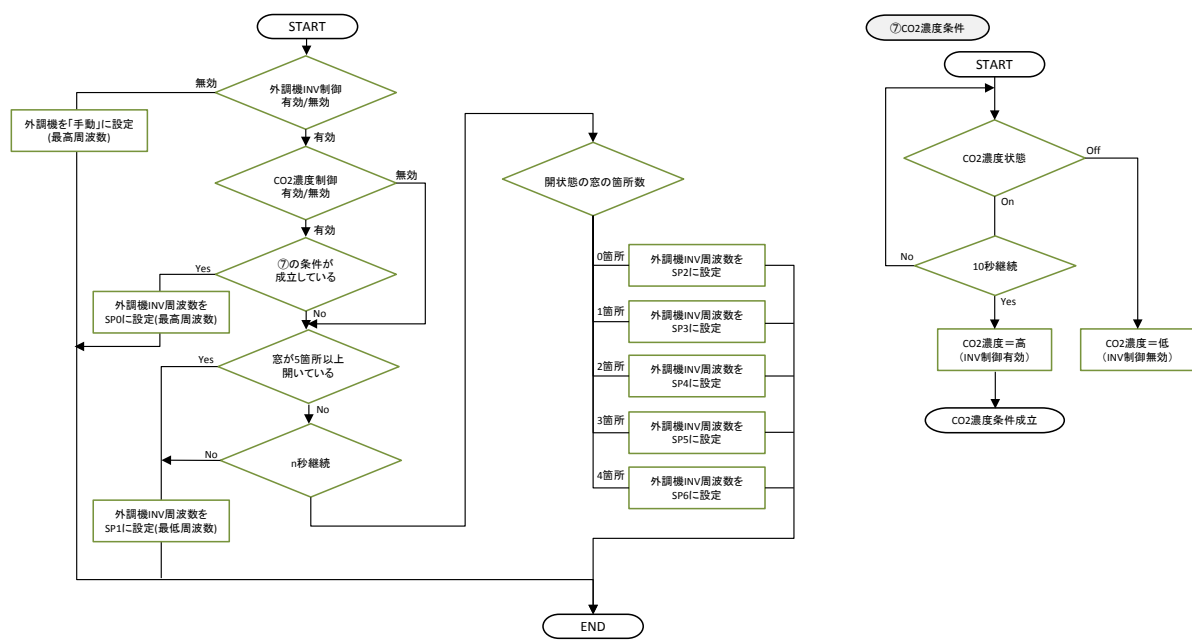 START
外調機INV制御
有効/無効
無効
外調機を「手動」に設定
(最高周波数)
有効
CO2濃度制御
有効/無効
無効
有効
⑦の条件が
成立している
Yes
外調機INV周波数を
SP0に設定(最高周波数)
No
窓が5箇所以上
開いている
Yes
No
n秒継続
No
外調機INV周波数を
SP1に設定(最低周波数)
開状態の窓の箇所数
0箇所
外調機INV周波数を
SP2に設定
1箇所
外調機INV周波数を
SP3に設定
2箇所
外調機INV周波数を
SP4に設定
3箇所
外調機INV周波数を
SP5に設定
4箇所
外調機INV周波数を
SP6に設定
END
⑦CO2濃度条件
START
CO2濃度状態
Off
On
10秒継続
No
Yes
CO2濃度＝高
（INV制御有効）
CO2濃度＝低
（INV制御無効）
CO2濃度条件成立